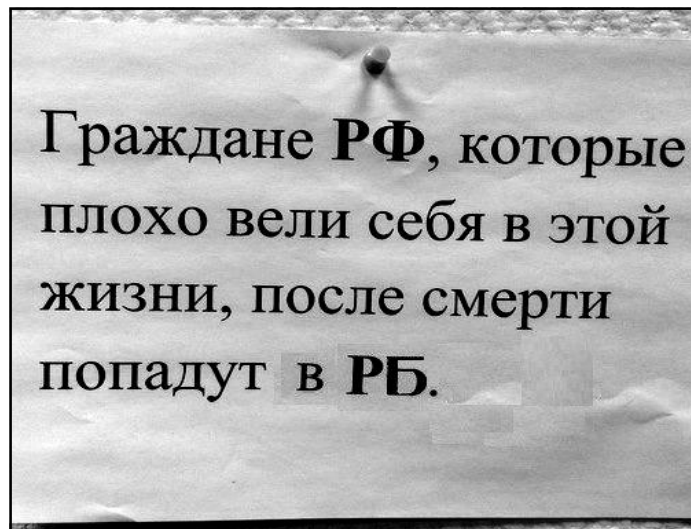 Граждане РФ, которые
плохо вели себя в этой
жизни, после смерти
попадут в РБ.